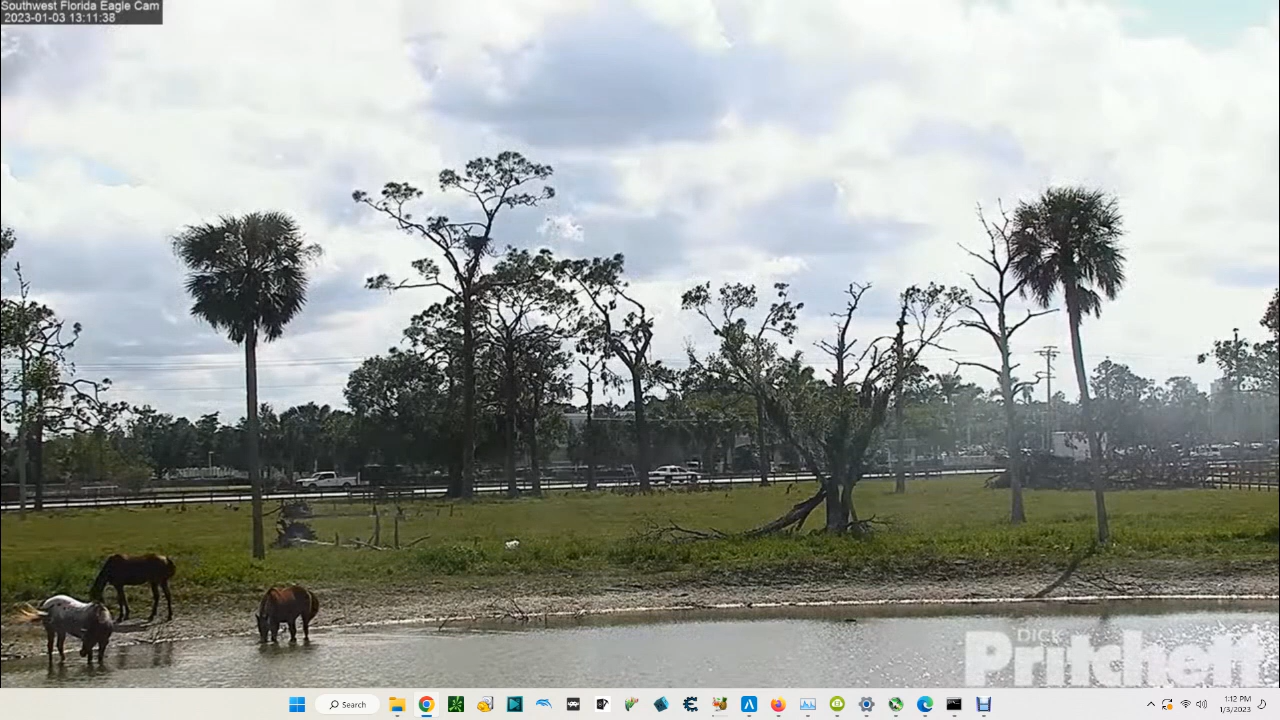 Southwest Florida Eagle Cam
2023-01-03 13:11:38
DICK
Pritchett
Search
1:12 PM
1/3/2023